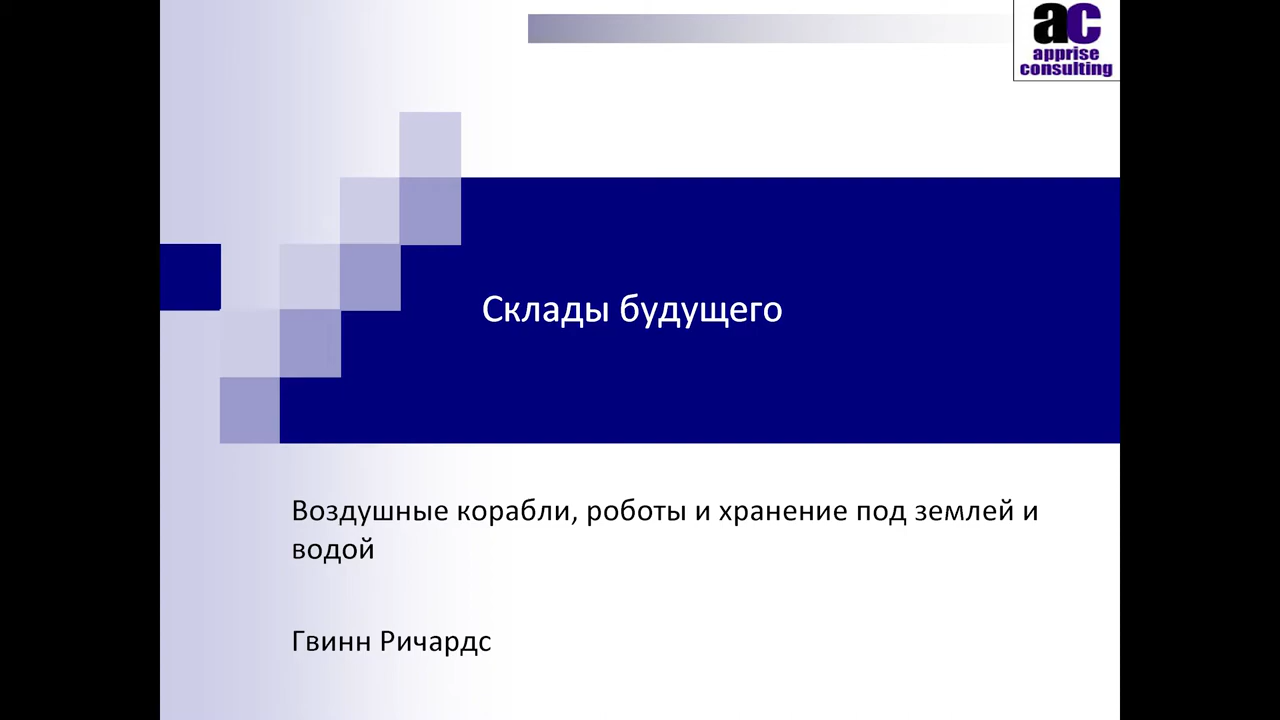 ac
apprise
consulting
Склады будущего
Воздушные корабли, роботы и хранение под землей и
водой
Гвинн Ричардс